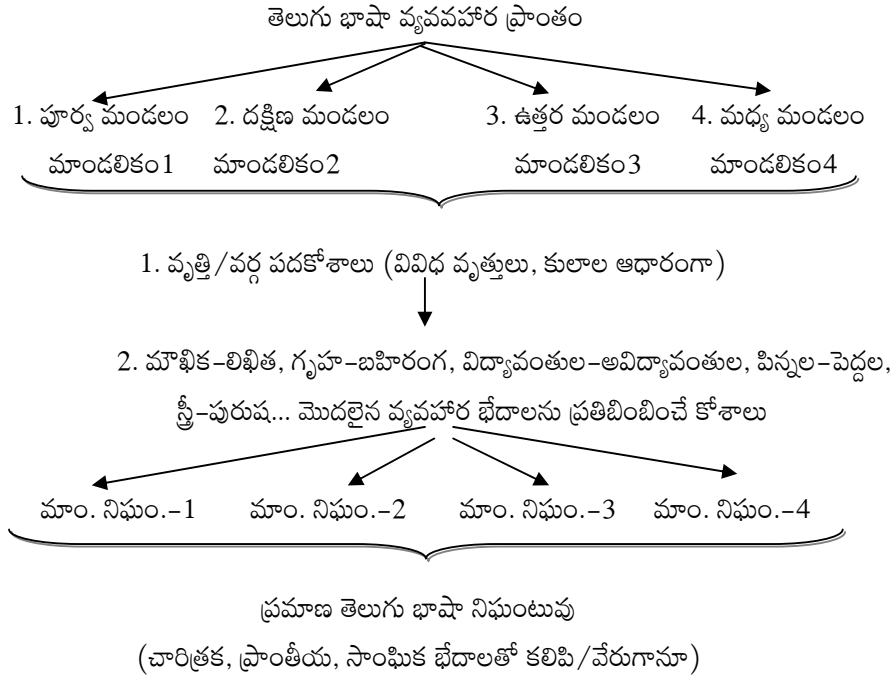 తెలుగు భాషా వ్యవవహార ప్రాంతం
1. పూర్వ మండలం 2. దక్షిణ మండలం 3. ఉత్తర మండలం 4. మధ్య మండలం
మాండలికం1 మాండలికం2 మాండలికం3 మాండలికం4
1. వృత్తి/వర్గ పదకోశాలు (వివిధ వృత్తులు, కులాల ఆధారంగా)
2. మౌఖిక-లిఖిత, గృహ-బహిరంగ, విద్యావంతుల-అవిద్యావంతుల, పిన్నల-పెద్దల,
స్త్రీ-పురుష... మొదలైన వ్యవహార భేదాలను ప్రతిబింబించే కోశాలు
మాం. నిఘం.-1 మాం. నిఘం.-2 మాం. నిఘం.-3 మాం. నిఘం.-4
ప్రమాణ తెలుగు భాషా నిఘంటువు
(చారిత్రక, ప్రాంతీయ, సాంఘిక భేదాలతో కలిపి/వేరుగానూ)